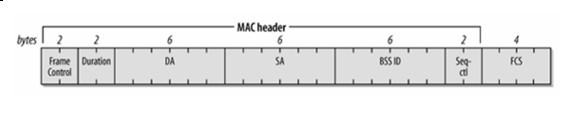 MAC header
bytes 2 2 6 6 6 2 4
Frame Control Duration DA SA BSS ID Seq-ctl FCS